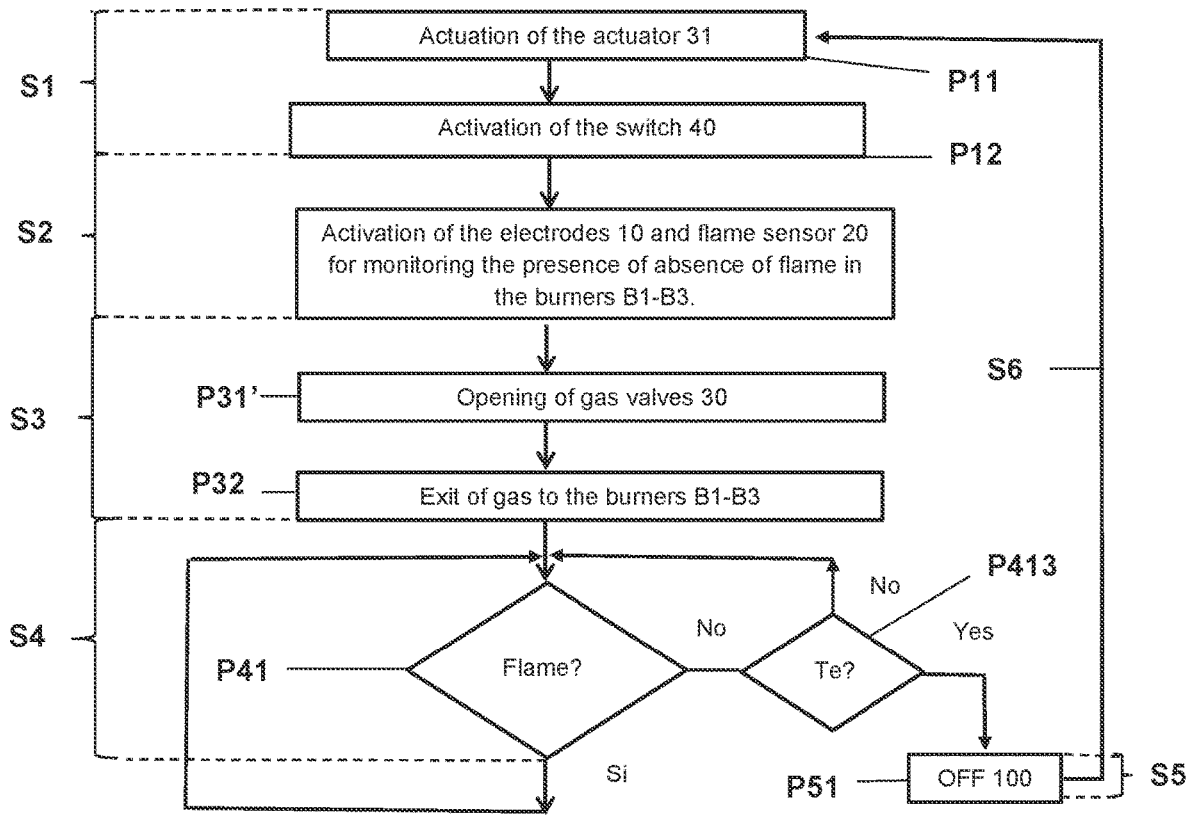 Actuation of the actuator 31
S1
P11
Activation of the switch 40
P12
S2
Activation of the electrodes 10 and flame sensor 20
for monitoring the presence of absence of flame in
the burners B1-B3.
S6
P31'
Opening of gas valves 30
S3
P32
Exit of gas to the burners B1-B3
P413
No
S4
No
Yes
P41
Flame?
Te?
Si
P51
OFF 100
S5